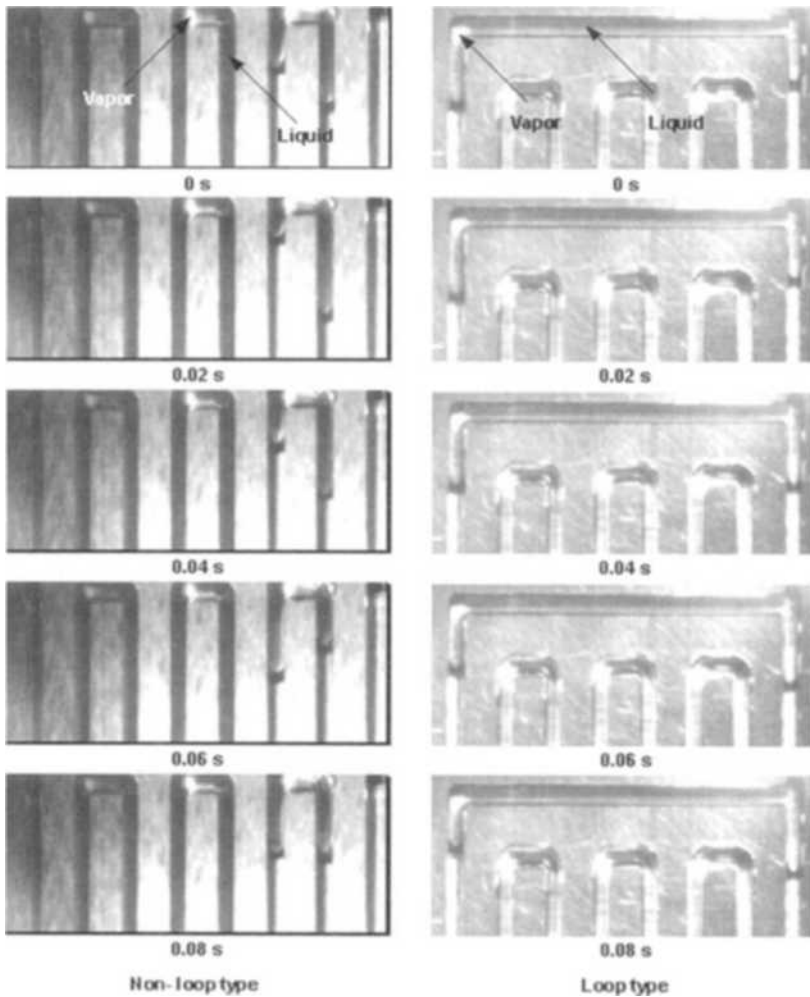 Vapor
Liquid
0 s
Vapor
Liquid
0 s
0.02 s
0.02 s
0.04 s
0.04 s
0.06 s
0.06 s
0.08 s
0.08 s
Non- loop type
Loop type